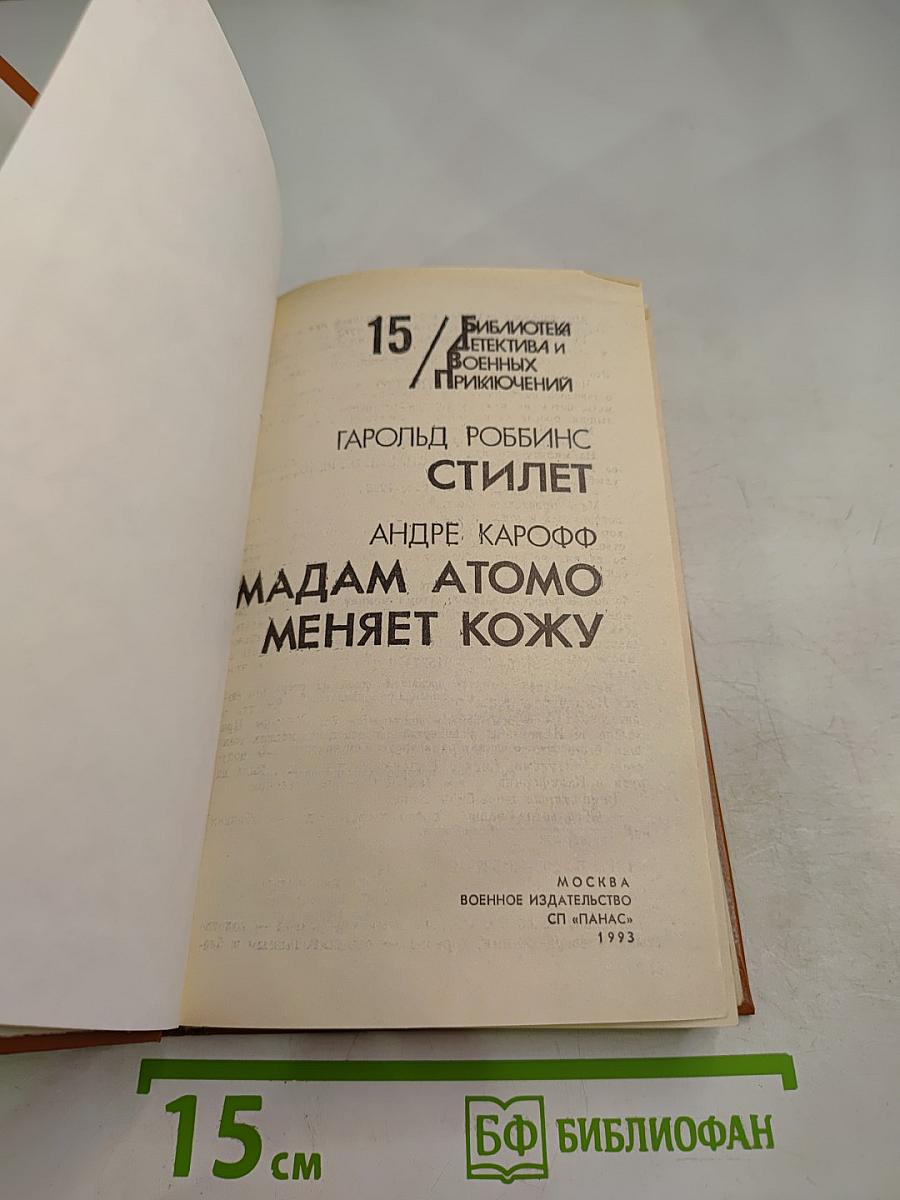 15 / БИБЛИОТЕКА
ДЕТЕКТИВА И
ВОЕННЫХ
ПРИКЛЮЧЕНИЙ
ГАРОЛЬД РОББИНС
СТИЛЕТ
АНДРЕ КАРОФФ
МАДАМ АТОМО
МЕНЯЕТ КОЖУ
МОСКВА
ВОЕННОЕ ИЗДАТЕЛЬСТВО
СП «ПАНАС»
1993
15 см
БФ БИБЛИОФАН